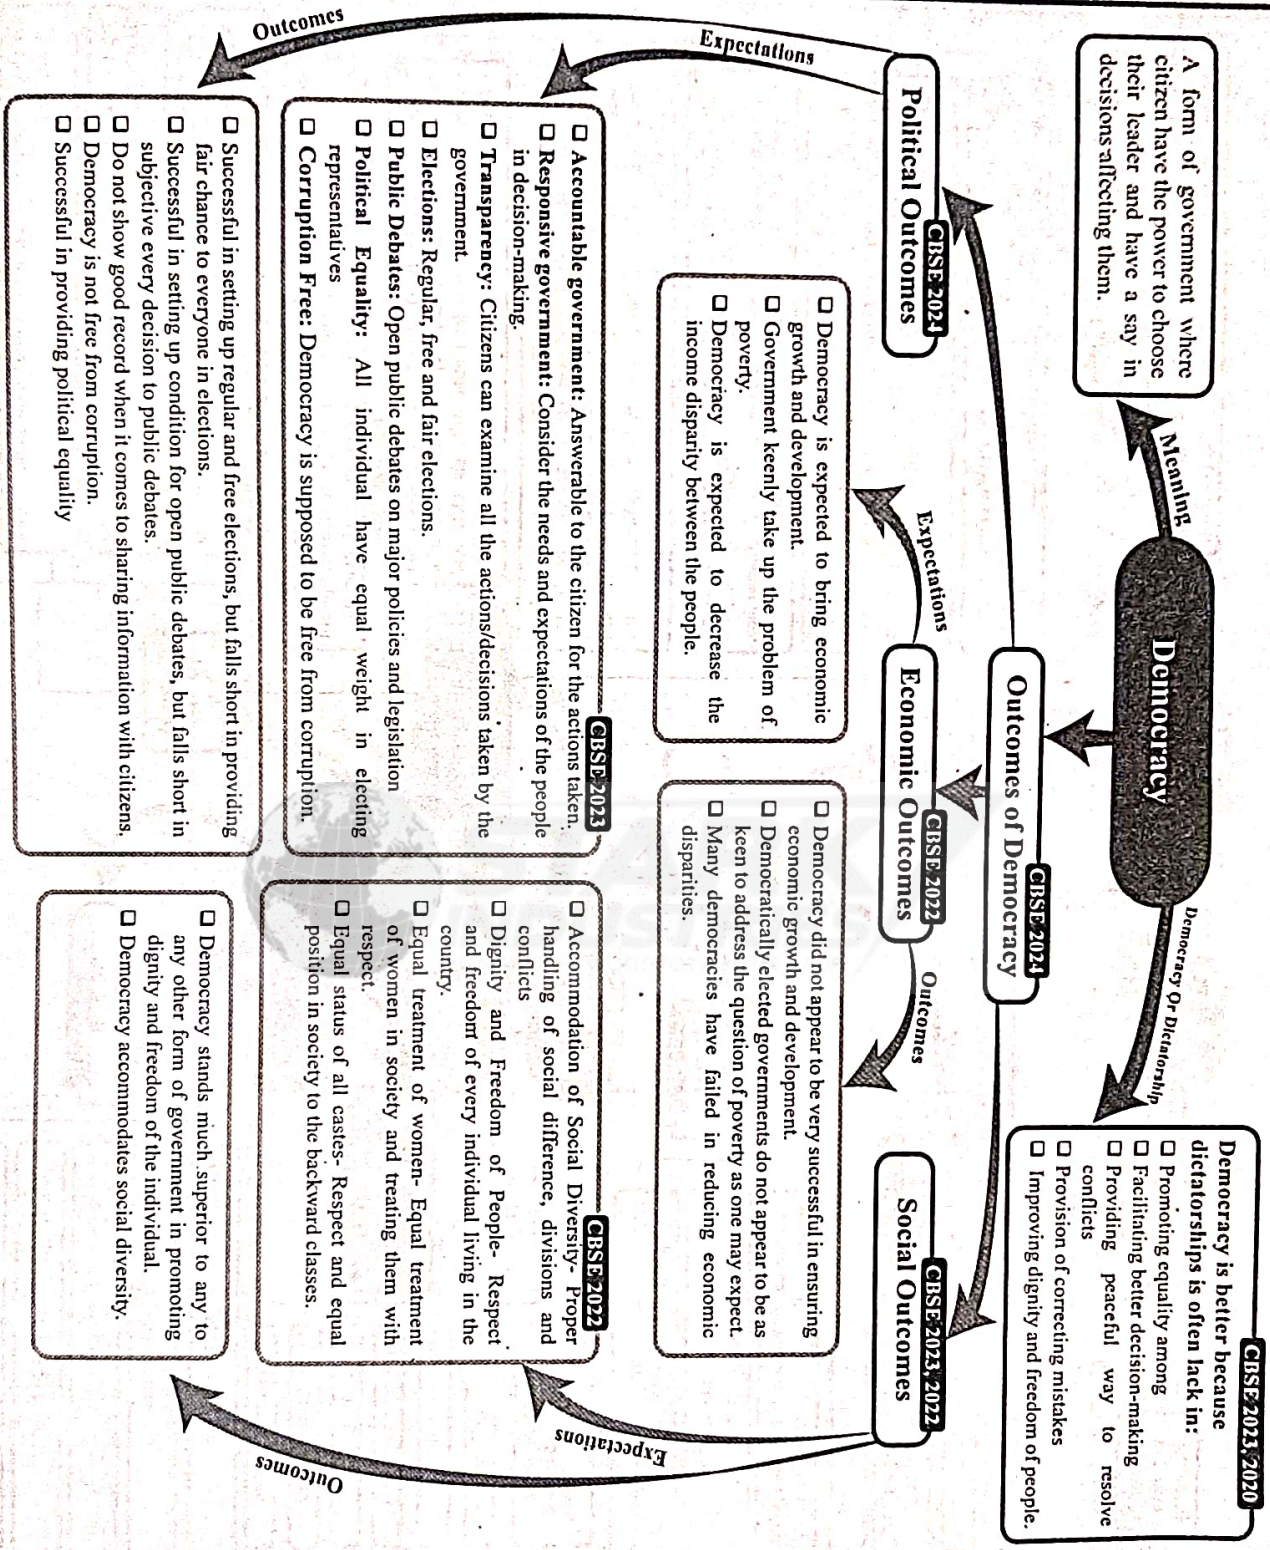 Democracy
Meaning
A form of government where
citizen have the power to choose
their leader and have a say in
decisions affecting them.
Democracy Or Dictatorship
CBSE 2023, 2020
Democracy is better because
dictatorships is often lack in:
☐ Promoting equality among
☐ Facilitating better decision-making
☐ Providing peaceful way to resolve
conflicts
☐ Provision of correcting mistakes
☐ Improving dignity and freedom of people.
CBSE 2024
Outcomes of Democracy
CBSE 2024
Political Outcomes
CBSE 2022
Economic Outcomes
CBSE 2023, 2022
Social Outcomes
Expectations
☐ Democracy is expected to bring economic
growth and development.
☐ Government keenly take up the problem of
poverty.
☐ Democracy is expected to decrease the
income disparity between the people.
Outcomes
☐ Democracy did not appear to be very successful in ensuring
economic growth and development.
☐ Democratically elected governments do not appear to be as
keen to address the question of poverty as one may expect.
☐ Many democracies have failed in reducing economic
disparities.
Expectations
CBSE 2023
☐ Accountable government: Answerable to the citizen for the actions taken.
☐ Responsive government: Consider the needs and expectations of the people
in decision-making.
☐ Transparency: Citizens can examine all the actions/decisions taken by the
government.
☐ Elections: Regular, free and fair elections.
☐ Public Debates: Open public debates on major policies and legislation
☐ Political Equality: All individual have equal weight in electing
representatives
☐ Corruption Free: Democracy is supposed to be free from corruption.
Outcomes
☐ Successful in setting up regular and free elections, but falls short in providing
fair chance to everyone in elections.
☐ Successful in setting up condition for open public debates, but falls short in
subjective every decision to public debates.
☐ Do not show good record when it comes to sharing information with citizens.
☐ Democracy is not free from corruption.
☐ Successful in providing political equality
Expectations
CBSE 2022
☐ Accommodation of Social Diversity- Proper
handling of social difference, divisions and
conflicts
☐ Dignity and Freedom of People- Respect
and freedom of every individual living in the
country.
☐ Equal treatment of women- Equal treatment
of women in society and treating them with
respect.
☐ Equal status of all castes- Respect and equal
position in society to the backward classes.
Outcomes
☐ Democracy stands much superior to any to
any other form of government in promoting
dignity and freedom of the individual.
☐ Democracy accommodates social diversity.
INDUSTRIES